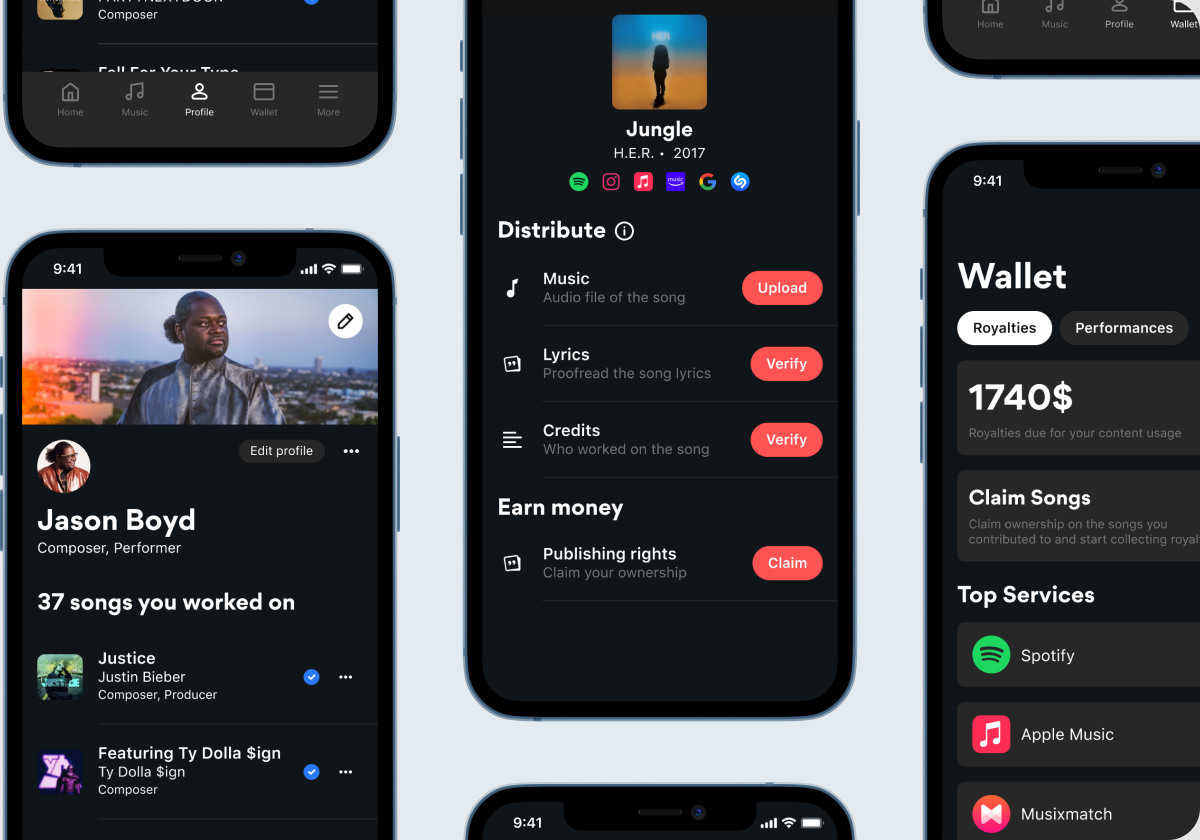 Composer
Home
Music
Profile
Wallet
More
9:41
Edit profile
Jason Boyd
Composer, Performer
37 songs you worked on
Justice
Justin Bieber
Composer, Producer
Featuring Ty Dolla $ign
Ty Dolla $ign
Composer
Jungle
H.E.R. • 2017
music
Distribute
Music
Audio file of the song
Upload
Lyrics
Proofread the song lyrics
Verify
Credits
Who worked on the song
Verify
Earn money
Publishing rights
Claim your ownership
Claim
9:41
Home
Music
Profile
Wallet
9:41
Wallet
Royalties
Performances
1740$
Royalties due for your content usage
Claim Songs
Claim ownership on the songs you
contributed to and start collecting royal
Top Services
Spotify
Apple Music
Musixmatch